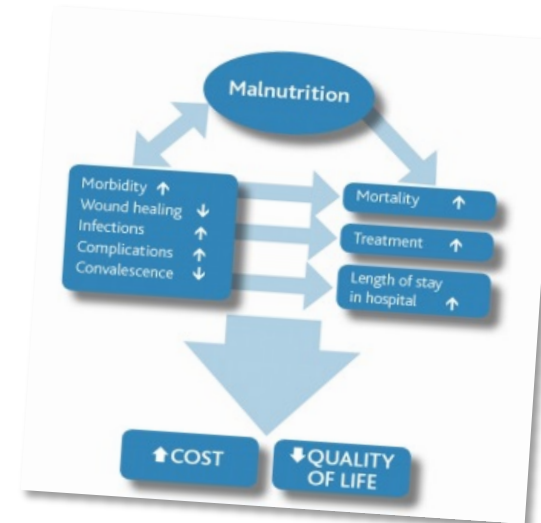 Malnutrition
Morbidity ↑
Wound healing ↓
Infections ↑
Complications ↑
Convalescence ↓
Mortality ↑
Treatment ↑
Length of stay
in hospital ↑
↑COST
↓QUALITY
OF LIFE